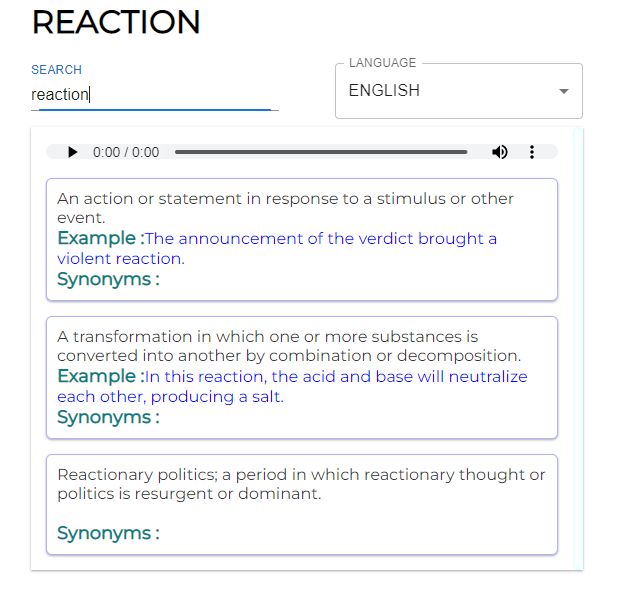 REACTION
SEARCH
reaction
LANGUAGE
ENGLISH
0:00 / 0:00
An action or statement in response to a stimulus or other
event.
Example :The announcement of the verdict brought a
violent reaction.
Synonyms :
A transformation in which one or more substances is
converted into another by combination or decomposition.
Example :In this reaction, the acid and base will neutralize
each other, producing a salt.
Synonyms :
Reactionary politics; a period in which reactionary thought or
politics is resurgent or dominant.
Synonyms :